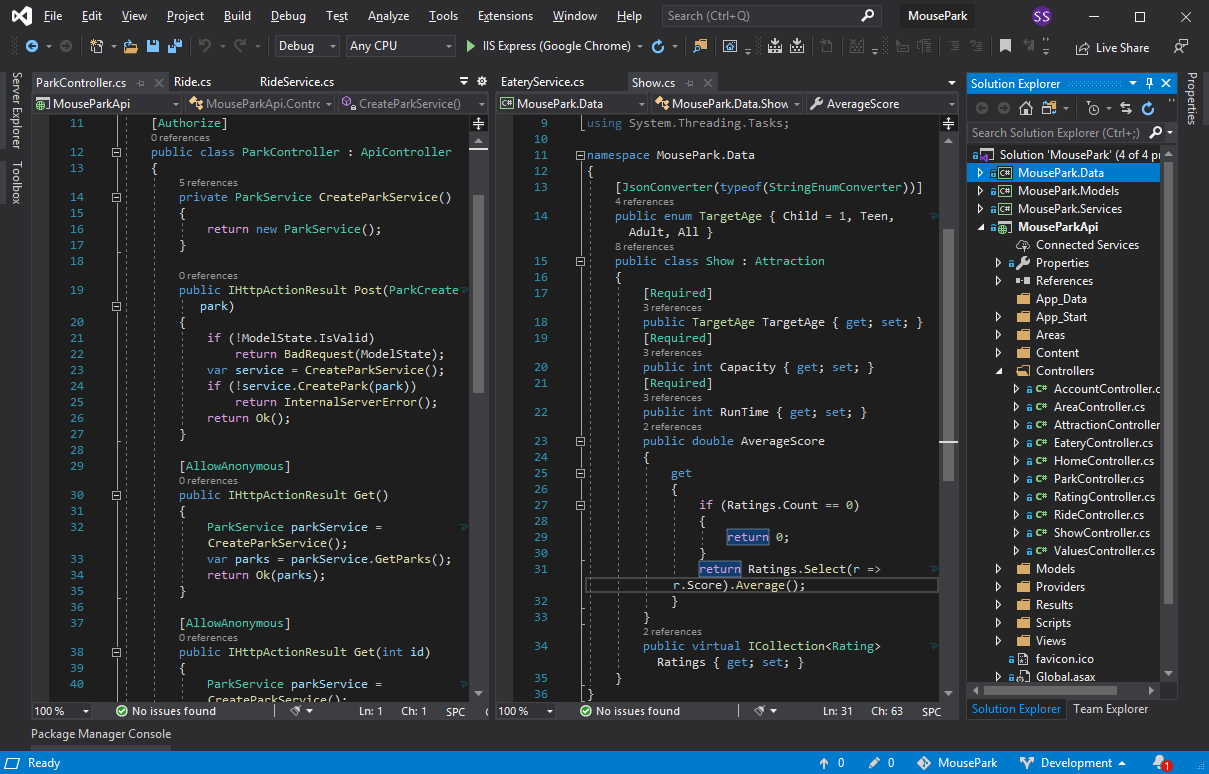 File Edit View Project Build Debug Test Analyze Tools Extensions Window Help Search (Ctrl+Q) MousePark SS
Debug Any CPU IIS Express (Google Chrome) Live Share
Server Explorer
Toolbox
ParkController.cs Ride.cs RideService.cs
MouseParkApi MouseParkApi.Contro CreateParkService()
11 [Authorize]
0 references
12 public class ParkController : ApiController
13 {
5 references
14 private ParkService CreateParkService()
15 {
16 return new ParkService();
17 }
18
0 references
19 public IHttpActionResult Post(ParkCreate
park)
20 {
21 if (!ModelState.IsValid)
22 return BadRequest(ModelState);
23 var service = CreateParkService();
24 if (!service.CreatePark(park))
25 return InternalServerError();
26 return Ok();
27 }
28
29 [AllowAnonymous]
0 references
30 public IHttpActionResult Get()
31 {
32 ParkService parkService =
CreateParkService();
33 var parks = parkService.GetParks();
34 return Ok(parks);
35 }
36
37 [AllowAnonymous]
0 references
38 public IHttpActionResult Get(int id)
39 {
40 ParkService parkService =
CreateParkService();
100 % No issues found Ln: 1 Ch: 1 SPC
EateryService.cs Show.cs
MousePark.Data MousePark.Data.Show AverageScore
9 using System.Threading.Tasks;
10
11 namespace MousePark.Data
12 {
13 [JsonConverter(typeof(StringEnumConverter))]
4 references
14 public enum TargetAge { Child = 1, Teen,
Adult, All }
8 references
15 public class Show : Attraction
16 {
17 [Required]
3 references
18 public TargetAge TargetAge { get; set; }
19 [Required]
3 references
20 public int Capacity { get; set; }
21 [Required]
3 references
22 public int RunTime { get; set; }
2 references
23 public double AverageScore
24 {
25 get
26 {
27 if (Ratings.Count == 0)
28 {
29 return 0;
30 }
31 return Ratings.Select(r =>
r.Score).Average();
32 }
33 }
2 references
34 public virtual ICollection<Rating>
Ratings { get; set; }
35 }
36 }
100 % No issues found Ln: 31 Ch: 63 SPC
Solution Explorer
Search Solution Explorer (Ctrl+;)
Solution 'MousePark' (4 of 4 pr
MousePark.Data
MousePark.Models
MousePark.Services
MouseParkApi
Connected Services
Properties
References
App_Data
App_Start
Areas
Content
Controllers
AccountController.c
AreaController.cs
AttractionController
EateryController.cs
HomeController.cs
ParkController.cs
RatingController.cs
RideController.cs
ShowController.cs
ValuesController.cs
Models
Providers
Results
Scripts
Views
favicon.ico
Global.asax
Solution Explorer Team Explorer
Properties
Package Manager Console
Ready 0 0 MousePark Development 1